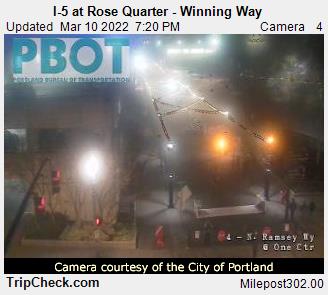 I-5 at Rose Quarter - Winning Way
Updated Mar 10 2022 7:20 PM Camera 4
PBOT
PORTLAND BUREAU OF TRANSPORTATION
4 - N. Ramsey Wy
@ One Ctr
Camera courtesy of the City of Portland
TripCheck.com Milepost302.00